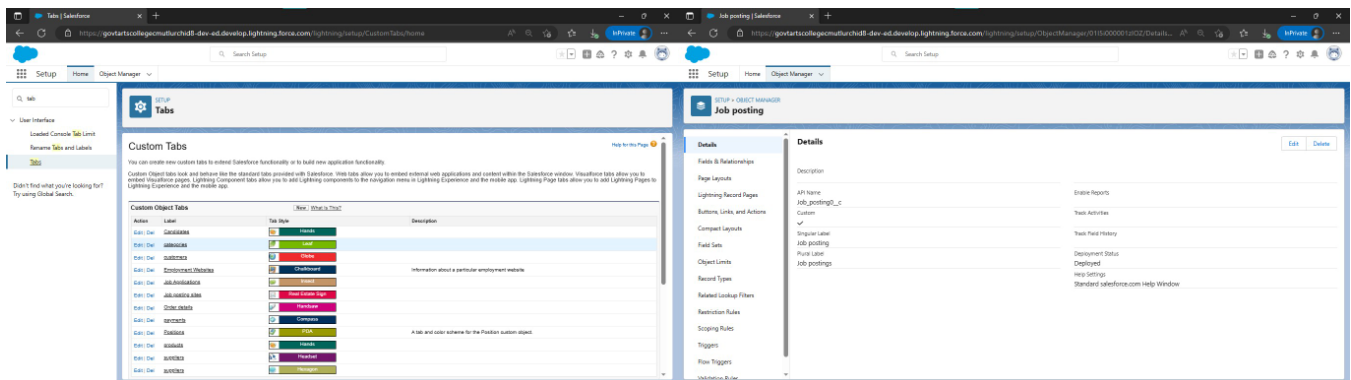 Tabs | Salesforce
https://govtartscollegecmutlurchidi8-dev-ed.develop.lightning.force.com/lightning/setup/CustomTabs/home
InPrivate
Search Setup
Setup
Home
Object Manager
tab
User Interface
Loaded Console Tab Limit
Rename Tabs and Labels
Tabs
Didn't find what you're looking for?
Try using Global Search.
SETUP
Tabs
Custom Tabs
Help for this Page
You can create new custom tabs to extend Salesforce functionality or to build new application functionality.
Custom Object tabs look and behave like the standard tabs provided with Salesforce. Web tabs allow you to embed external web applications and content within the Salesforce window. Visualforce tabs allow you to
embed Visualforce pages. Lightning Component tabs allow you to add Lightning components to the navigation menu in Lightning Experience and the mobile app. Lightning Page tabs allow you to add Lightning Pages to
Lightning Experience and the mobile app.
Custom Object Tabs
New What Is This?
Action Label Tab Style Description
Edit | Del Candidates Hands
Edit | Del categories Leaf
Edit | Del customers Globe
Edit | Del Employment Websites Chalkboard Information about a particular employment website
Edit | Del Job Applications
Edit | Del Job posting sites Real Estate Sign
Edit | Del Order details Handsaw
Edit | Del payments Compass
Edit | Del Positions PDA A tab and color scheme for the Position custom object
Edit | Del products Hands
Edit | Del suppliers Headset
Edit | Del suppliers Hexagon
Job posting | Salesforce
https://govtartscollegecmutlurchidi8-dev-ed.develop.lightning.force.com/lightning/setup/ObjectManager/
InPrivate
Search Setup
Setup
Home
Object Manager
SETUP > OBJECT MANAGER
Job posting
Details
Fields & Relationships
Page Layouts
Lightning Record Pages
Buttons, Links, and Actions
Compact Layouts
Field Sets
Object Limits
Record Types
Related Lookup Filters
Restriction Rules
Scoping Rules
Triggers
Flow Triggers
Validation Rules
Details
Edit
Delete
Description
API Name
Job_posting0__c
Custom
✓
Singular Label
Job posting
Plural Label
Job postings
Enable Reports
Track Activities
Track Field History
Deployment Status
Deployed
Help Settings
Standard salesforce.com Help Window